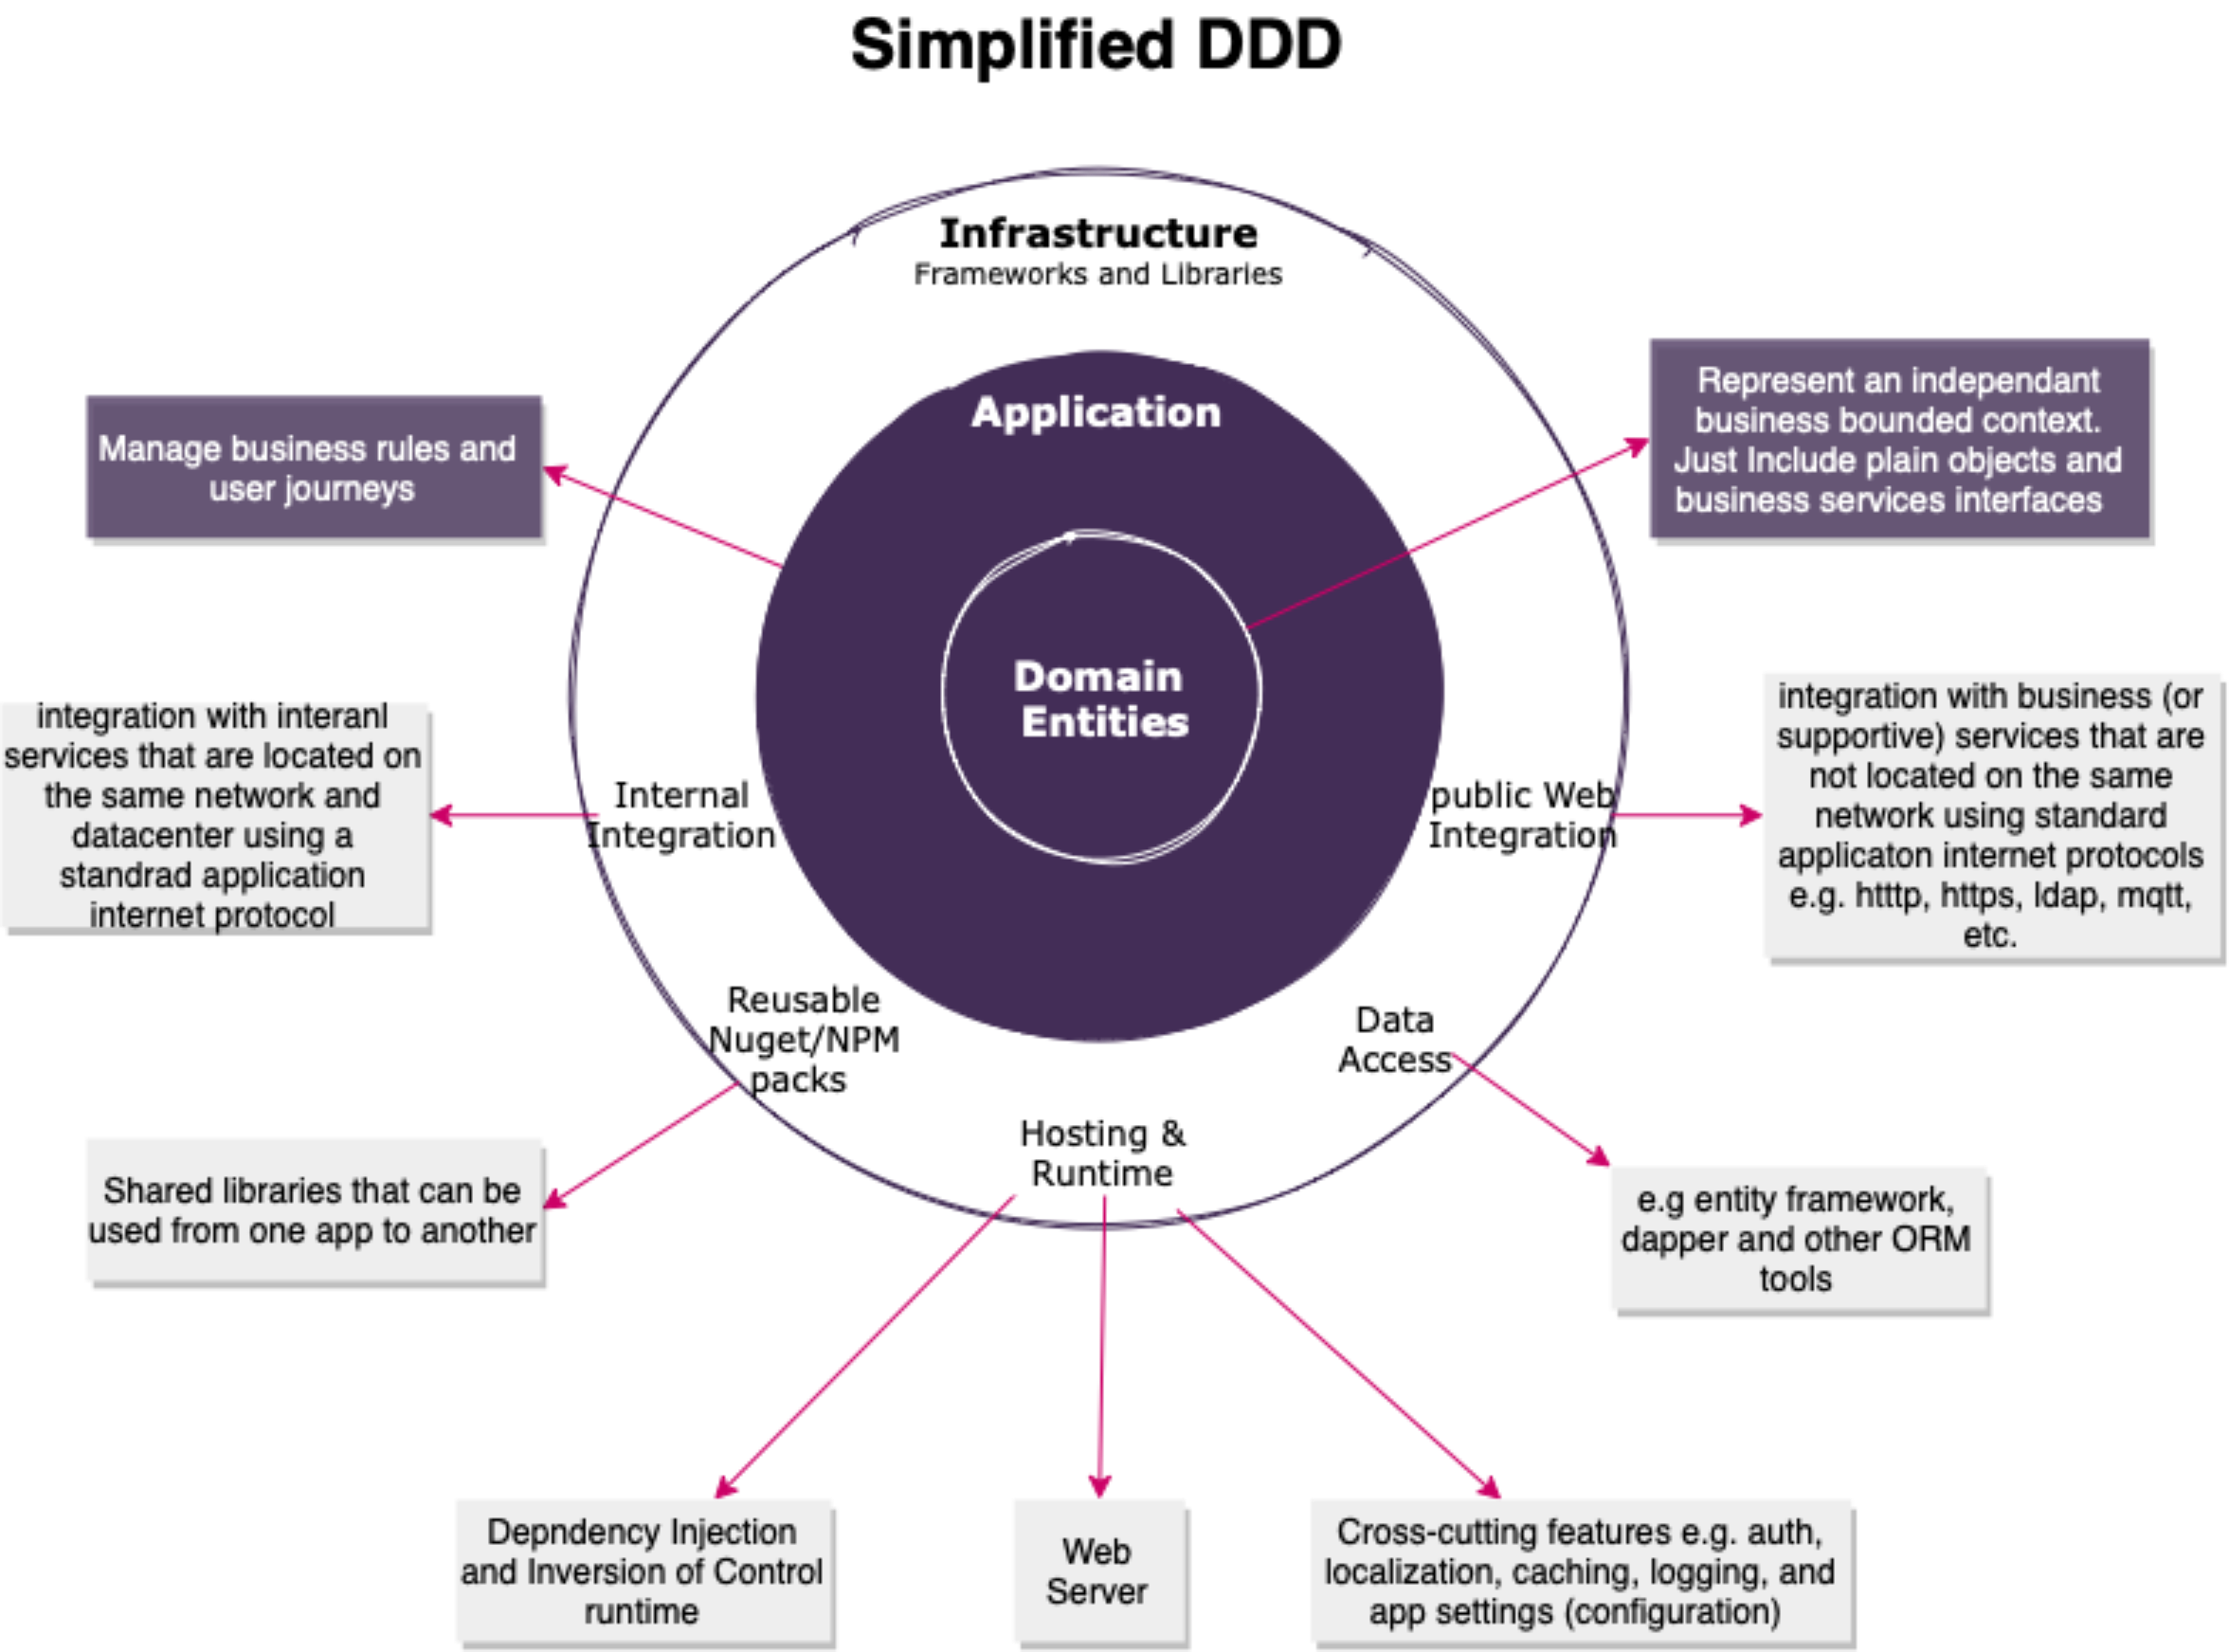 Simplified DDD
Infrastructure
Frameworks and Libraries
Application
Domain
Entities
Manage business rules and
user journeys
Represent an independant
business bounded context.
Just Include plain objects and
business services interfaces
integration with interanl
services that are located on
the same network and
datacenter using a
standrad application
internet protocol
Internal
Integration
public Web
Integration
integration with business (or
supportive) services that are
not located on the same
network using standard
applicaton internet protocols
e.g. htttp, https, ldap, mqtt,
etc.
Reusable
Nuget/NPM
packs
Data
Access
Hosting &
Runtime
Shared libraries that can be
used from one app to another
e.g entity framework,
dapper and other ORM
tools
Depndency Injection
and Inversion of Control
runtime
Web
Server
Cross-cutting features e.g. auth,
localization, caching, logging, and
app settings (configuration)